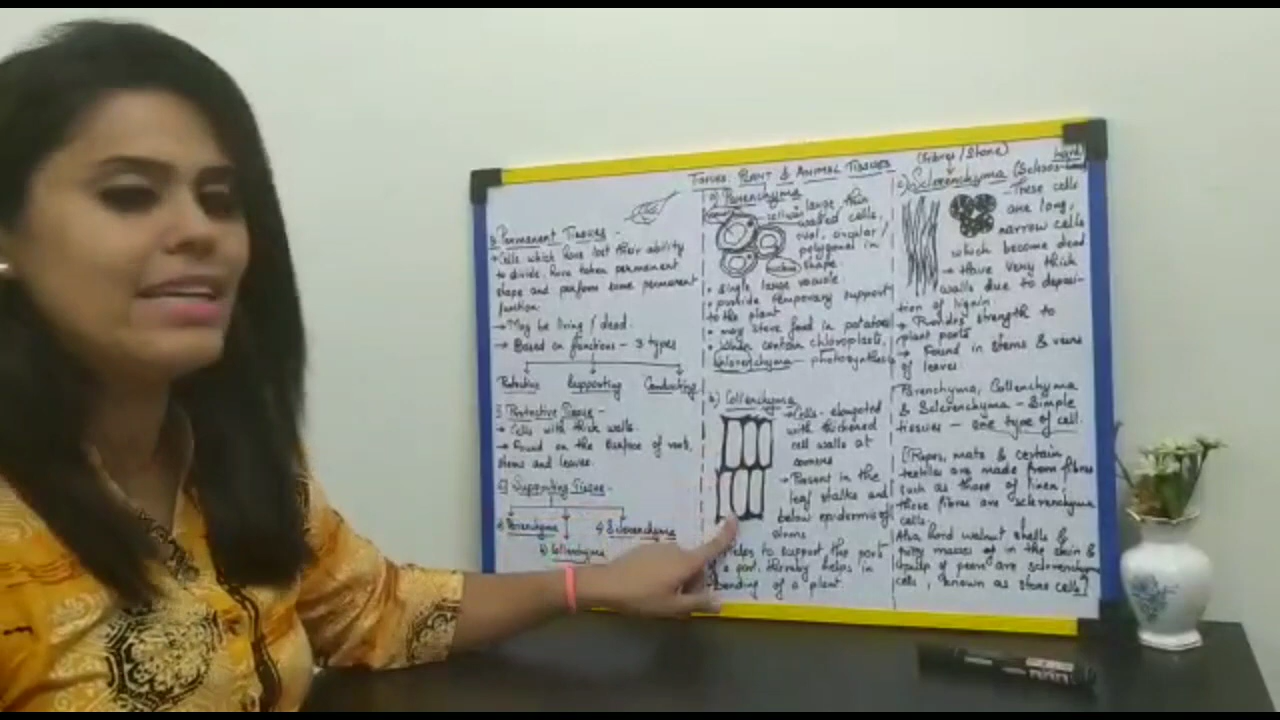 TISSUES: PLANT & ANIMAL TISSUES
B) Permanent Tissues -
→ Cells which have lost their ability
to divide, have taken permanent
shape and perform some permanent
function.
→ May be living / dead.
→ Based on functions - 3 types
Protective Supporting Conducting
Protective Tissue -
→ Cells with thick walls.
→ Found on the surface of roots,
stems and leaves.
Supporting Tissue -
a) Parenchyma
b) Collenchyma
c) Sclerenchyma
a) Parenchyma
large, thin
walled cells,
oval, circular /
polygonal in
shape.
• Single large vacuole
• provide temporary support
to the plant
• may store food in potatoes
• When contain chloroplasts,
chlorenchyma - photosynthesis
b) Collenchyma
→ Cells - elongated
with thickened
cell walls at
corners
→ Present in the
leaf stalks and
below epidermis of
stems
Helps to support the part
of a part, thereby helps in
bending of a plant
(Fibres / Stone) hard
c) Sclerenchyma
- These cells
are long,
narrow cells
which become dead
→ Have very thick
walls due to deposi-
tion of lignin
→ Provides strength to
plant parts
→ Found in stems & veins
of leaves.
Parenchyma, Collenchyma
& Sclerenchyma - Simple
tissues - one type of cell.
[Ropes, mats & certain
textiles are made from fibres
such as those of linen,
these fibres are sclerenchyma
cells.
Also, hard walnut shells &
gritty masses of in the skin &
pulp of pear are sclerenchyma
cells, known as stone cells]